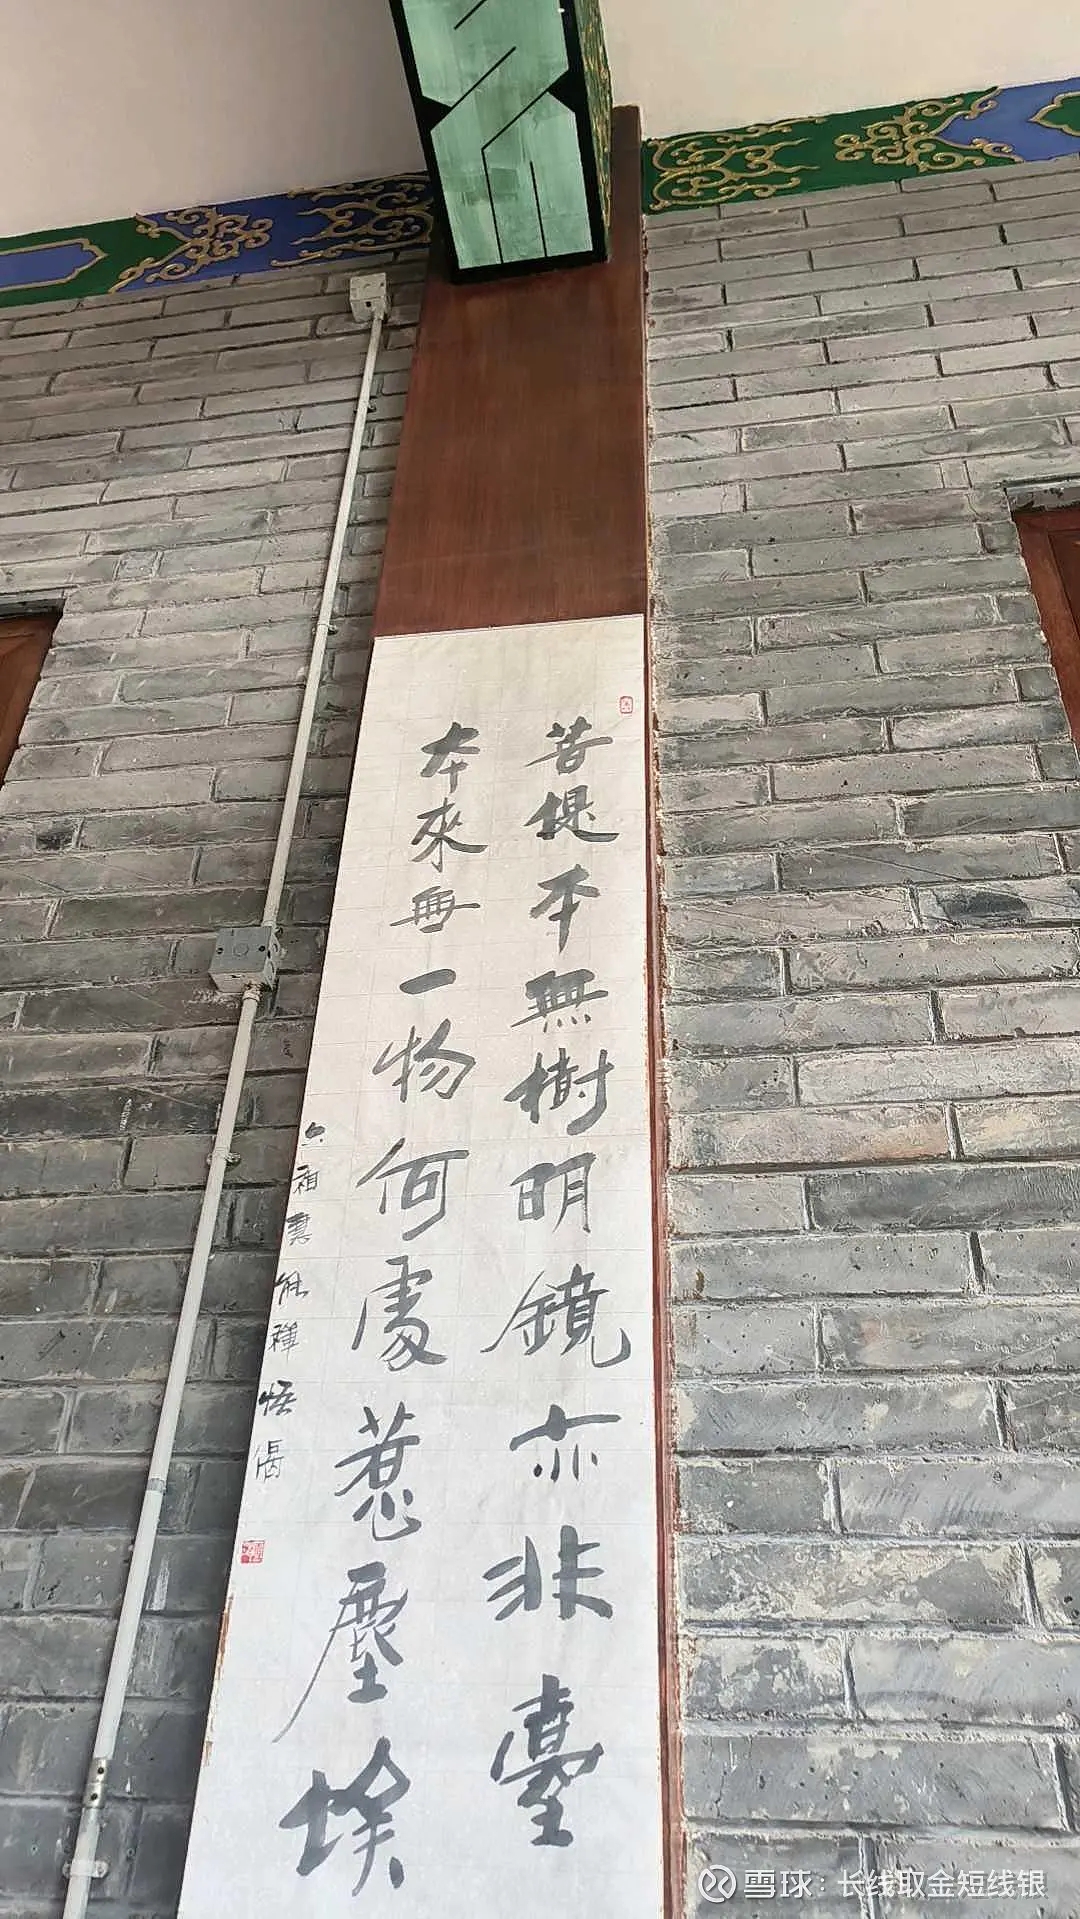 菩提本無樹明鏡亦非臺
本來無一物何處惹塵埃
六祖惠能禅悟偈
雪球：长线取金短线银